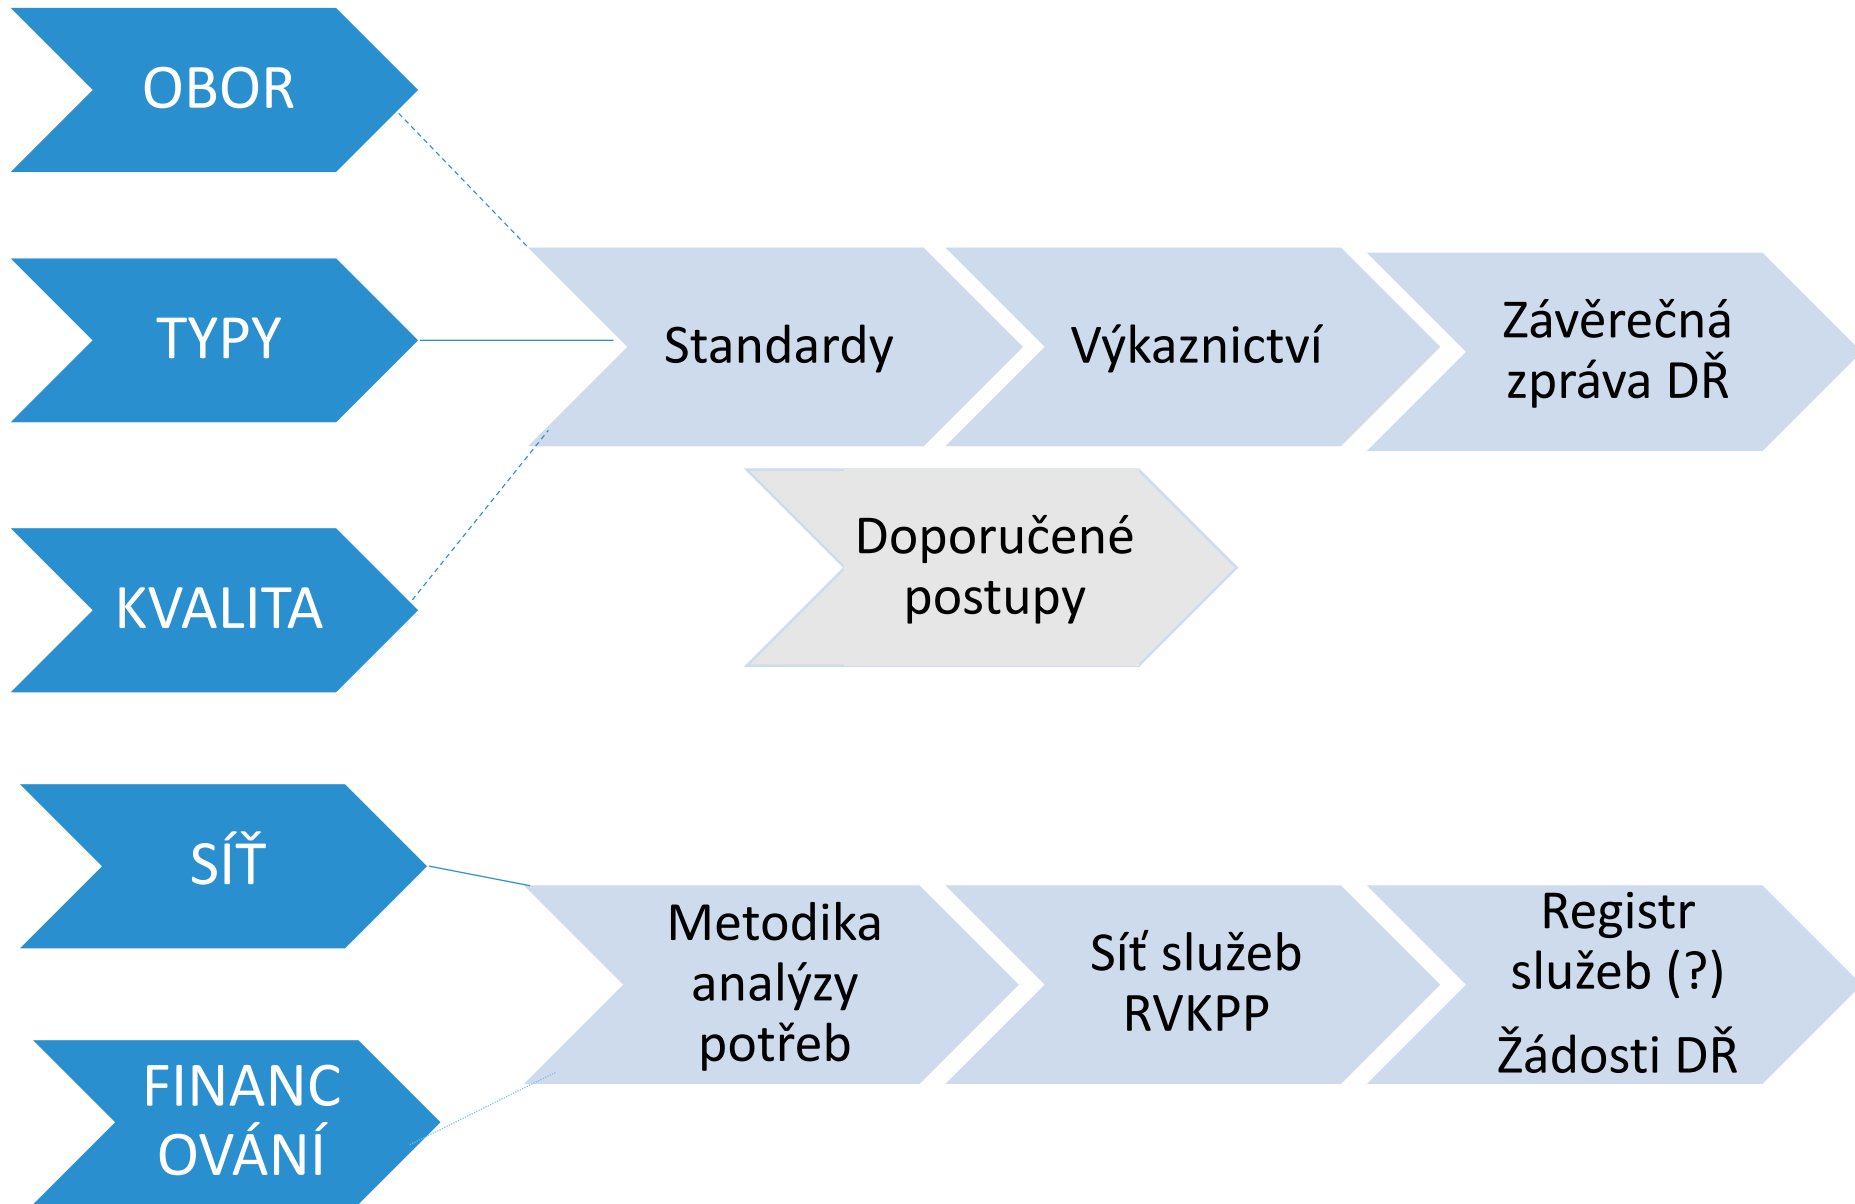 OBOR
TYPY
Standardy
Výkaznictví
Závěrečná
zpráva DŘ
Doporučené
postupy
KVALITA
SÍŤ
Metodika
analýzy
potřeb
Síť služeb
RVKPP
Registr
služeb (?)
Žádosti DŘ
FINANC
OVÁNÍ